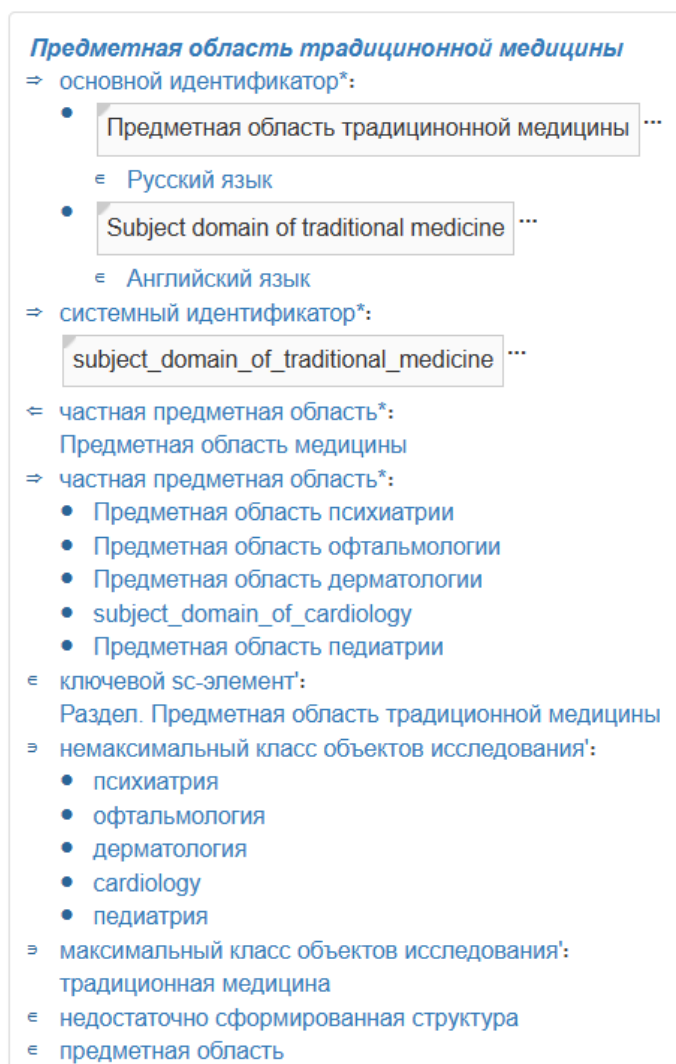 Предметная область традицинонной медицины
⇒ основной идентификатор*:
• Предметная область традицинонной медицины ...
∊ Русский язык
• Subject domain of traditional medicine ...
∊ Английский язык
⇒ системный идентификатор*:
subject_domain_of_traditional_medicine ...
⇐ частная предметная область*:
Предметная область медицины
⇒ частная предметная область*:
• Предметная область психиатрии
• Предметная область офтальмологии
• Предметная область дерматологии
• subject_domain_of_cardiology
• Предметная область педиатрии
∊ ключевой sc-элемент':
Раздел. Предметная область традиционной медицины
∍ немаксимальный класс объектов исследования':
• психиатрия
• офтальмология
• дерматология
• cardiology
• педиатрия
∍ максимальный класс объектов исследования':
традиционная медицина
∊ недостаточно сформированная структура
∊ предметная область